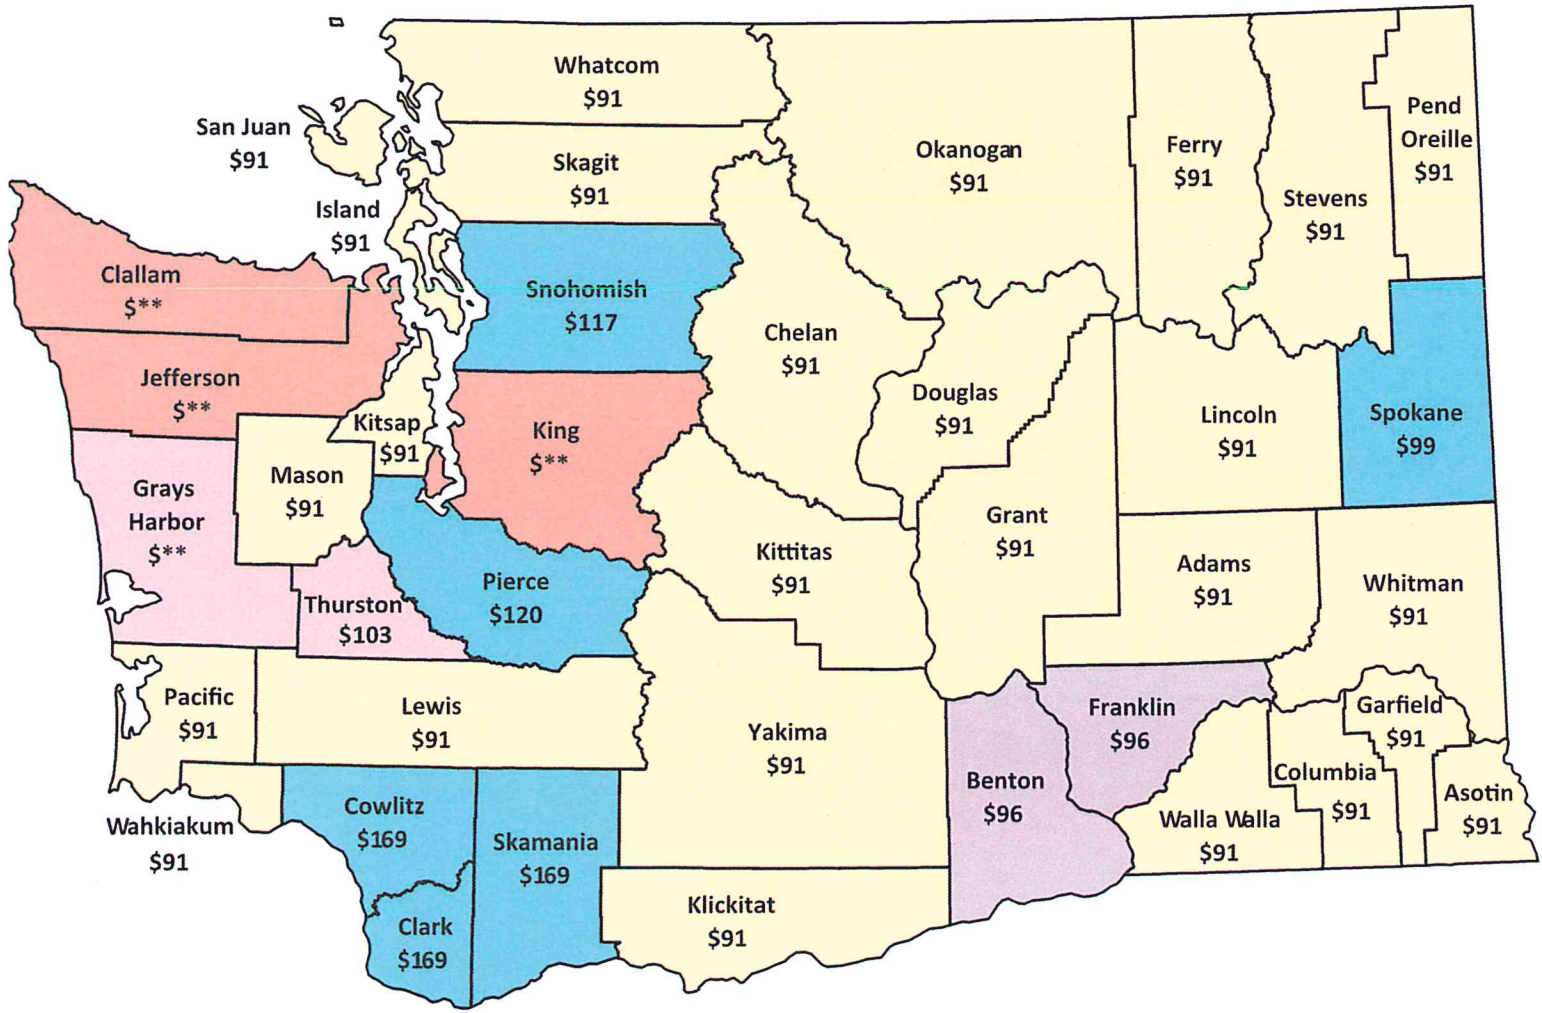 Whatcom
$91
San Juan
$91
Skagit
$91
Island
$91
Okanogan
$91
Ferry
$91
Stevens
$91
Pend
Oreille
$91
Clallam
$**
Snohomish
$117
Chelan
$91
Jefferson
$**
Kitsap
$91
King
$**
Douglas
$91
Lincoln
$91
Spokane
$99
Grays
Harbor
$**
Mason
$91
Grant
$91
Kittitas
$91
Adams
$91
Whitman
$91
Thurston
$103
Pierce
$120
Pacific
$91
Lewis
$91
Yakima
$91
Franklin
$96
Garfield
$91
Benton
$96
Columbia
$91
Asotin
$91
Wahkiakum
$91
Cowlitz
$169
Skamania
$169
Walla Walla
$91
Clark
$169
Klickitat
$91